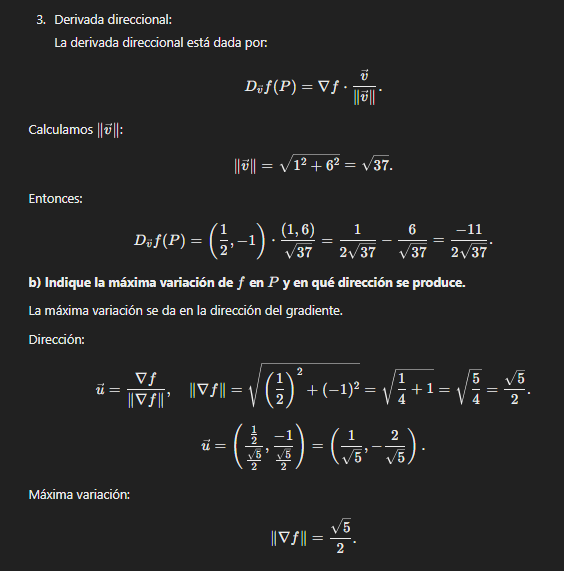 3. Derivada direccional:
La derivada direccional está dada por:
$D_{\vec{v}}f(P) = \nabla f \cdot \frac{\vec{v}}{\|\vec{v}\|}.$
Calculamos $\|\vec{v}\|$:
$\|\vec{v}\| = \sqrt{1^2 + 6^2} = \sqrt{37}.$
Entonces:
$D_{\vec{v}}f(P) = \left(\frac{1}{2}, -1\right) \cdot \frac{(1, 6)}{\sqrt{37}} = \frac{1}{2\sqrt{37}} - \frac{6}{\sqrt{37}} = \frac{-11}{2\sqrt{37}}.$
b) Indique la máxima variación de $f$ en $P$ y en qué dirección se produce.
La máxima variación se da en la dirección del gradiente.
Dirección:
$\vec{u} = \frac{\nabla f}{\|\nabla f\|}, \quad \|\nabla f\| = \sqrt{\left(\frac{1}{2}\right)^2 + (-1)^2} = \sqrt{\frac{1}{4} + 1} = \sqrt{\frac{5}{4}} = \frac{\sqrt{5}}{2}.$
$\vec{u} = \left(\frac{\frac{1}{2}}{\frac{\sqrt{5}}{2}}, \frac{-1}{\frac{\sqrt{5}}{2}}\right) = \left(\frac{1}{\sqrt{5}}, -\frac{2}{\sqrt{5}}\right).$
Máxima variación:
$\|\nabla f\| = \frac{\sqrt{5}}{2}.$